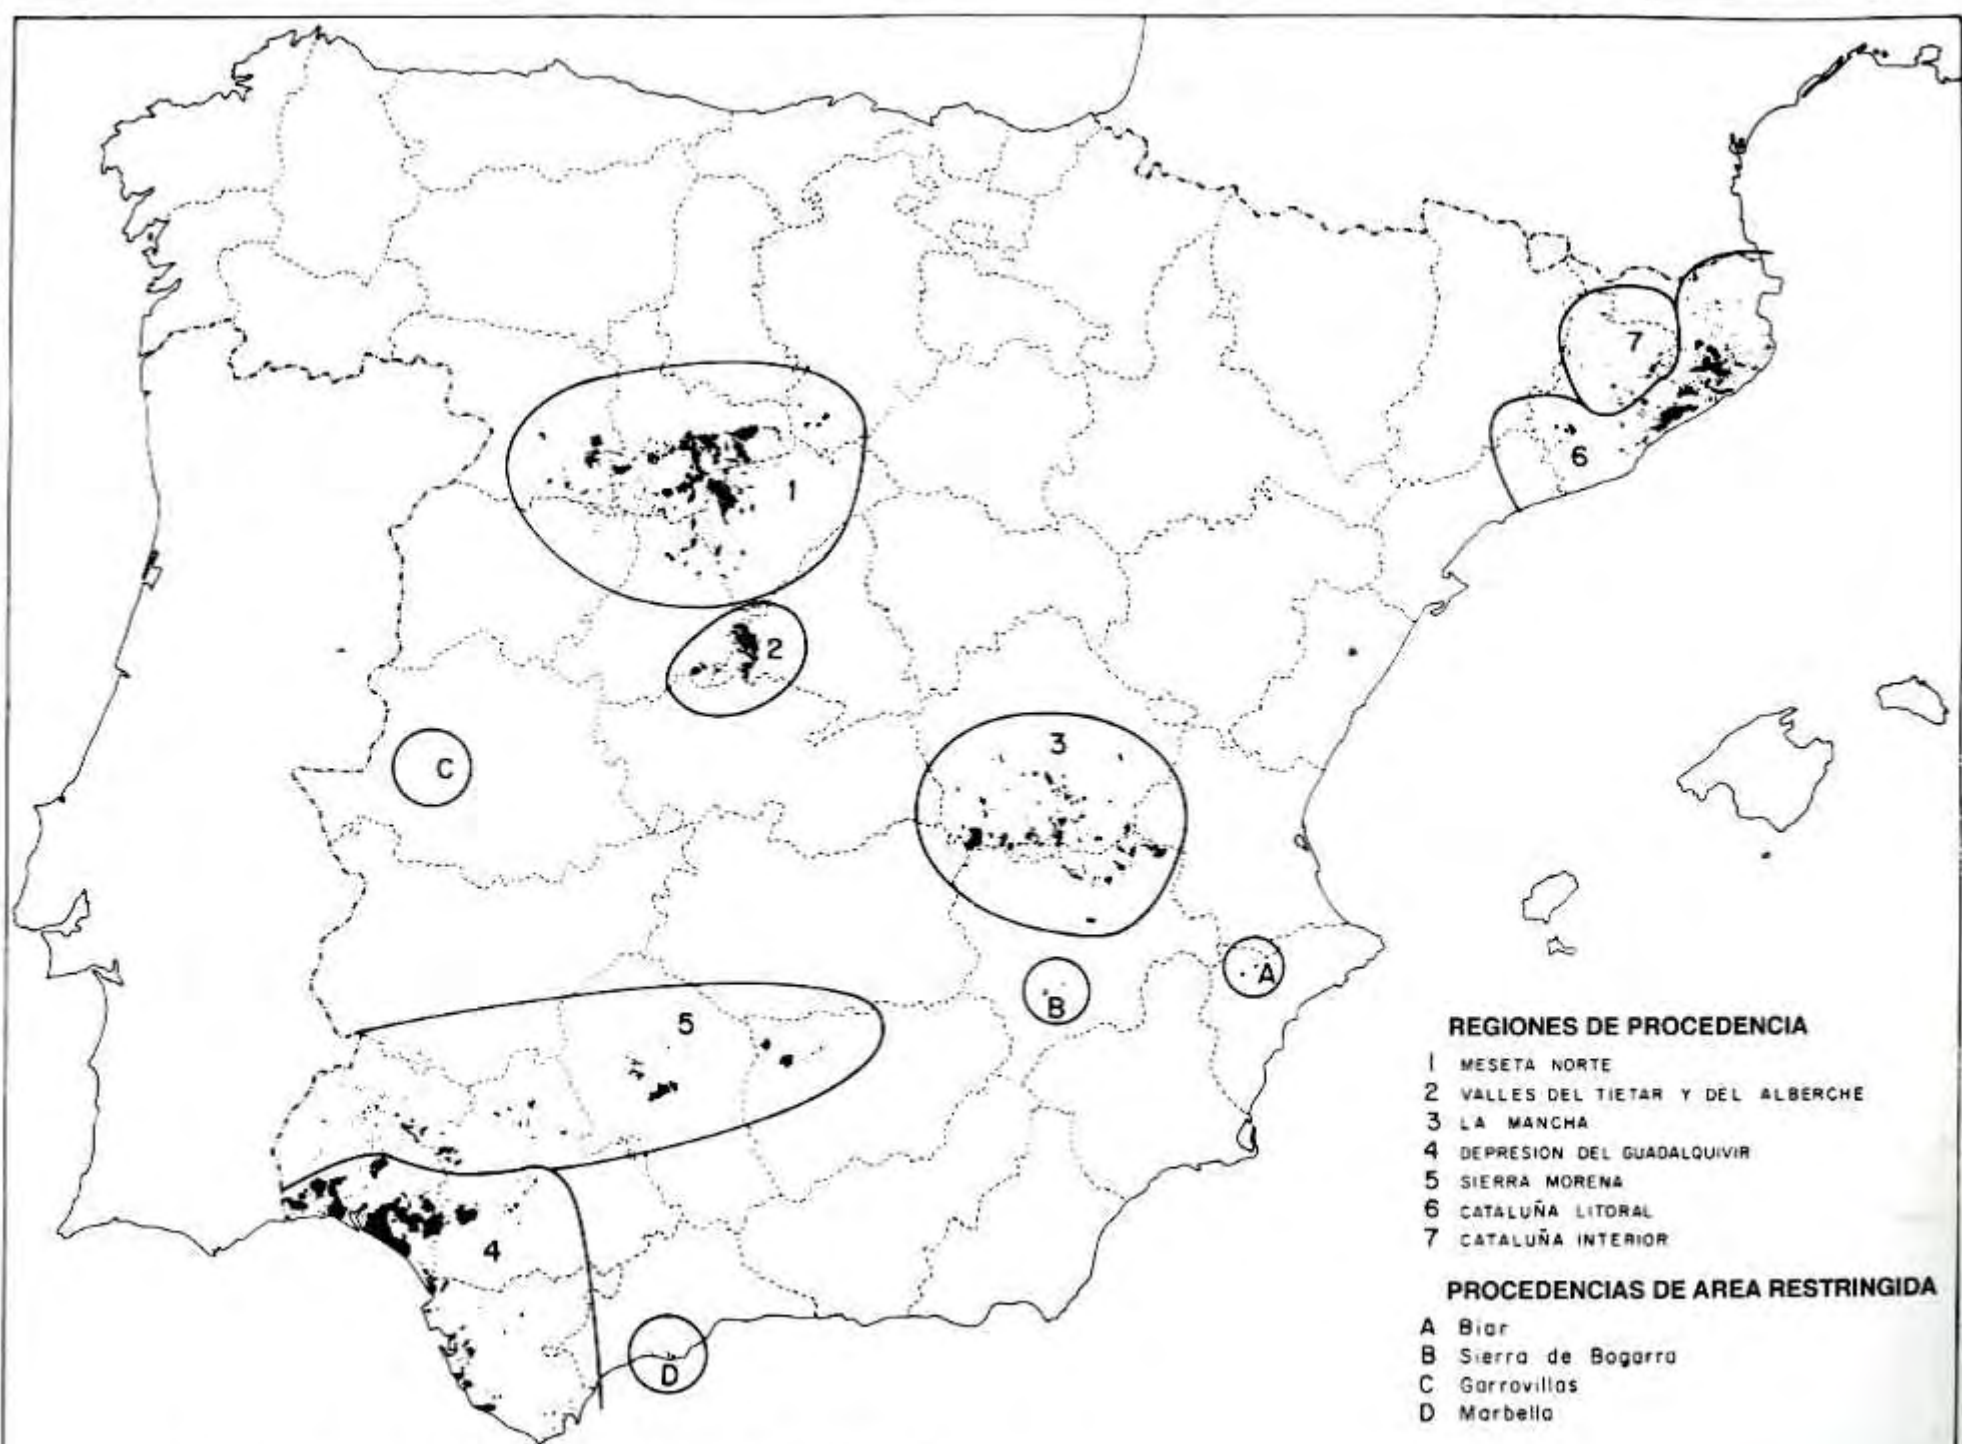 7
6
1
2
3
C
A
B
5
4
D
REGIONES DE PROCEDENCIA
1 MESETA NORTE
2 VALLES DEL TIETAR Y DEL ALBERCHE
3 LA MANCHA
4 DEPRESION DEL GUADALQUIVIR
5 SIERRA MORENA
6 CATALUÑA LITORAL
7 CATALUÑA INTERIOR
PROCEDENCIAS DE AREA RESTRINGIDA
A Biar
B Sierra de Bogarra
C Garrovillas
D Marbella